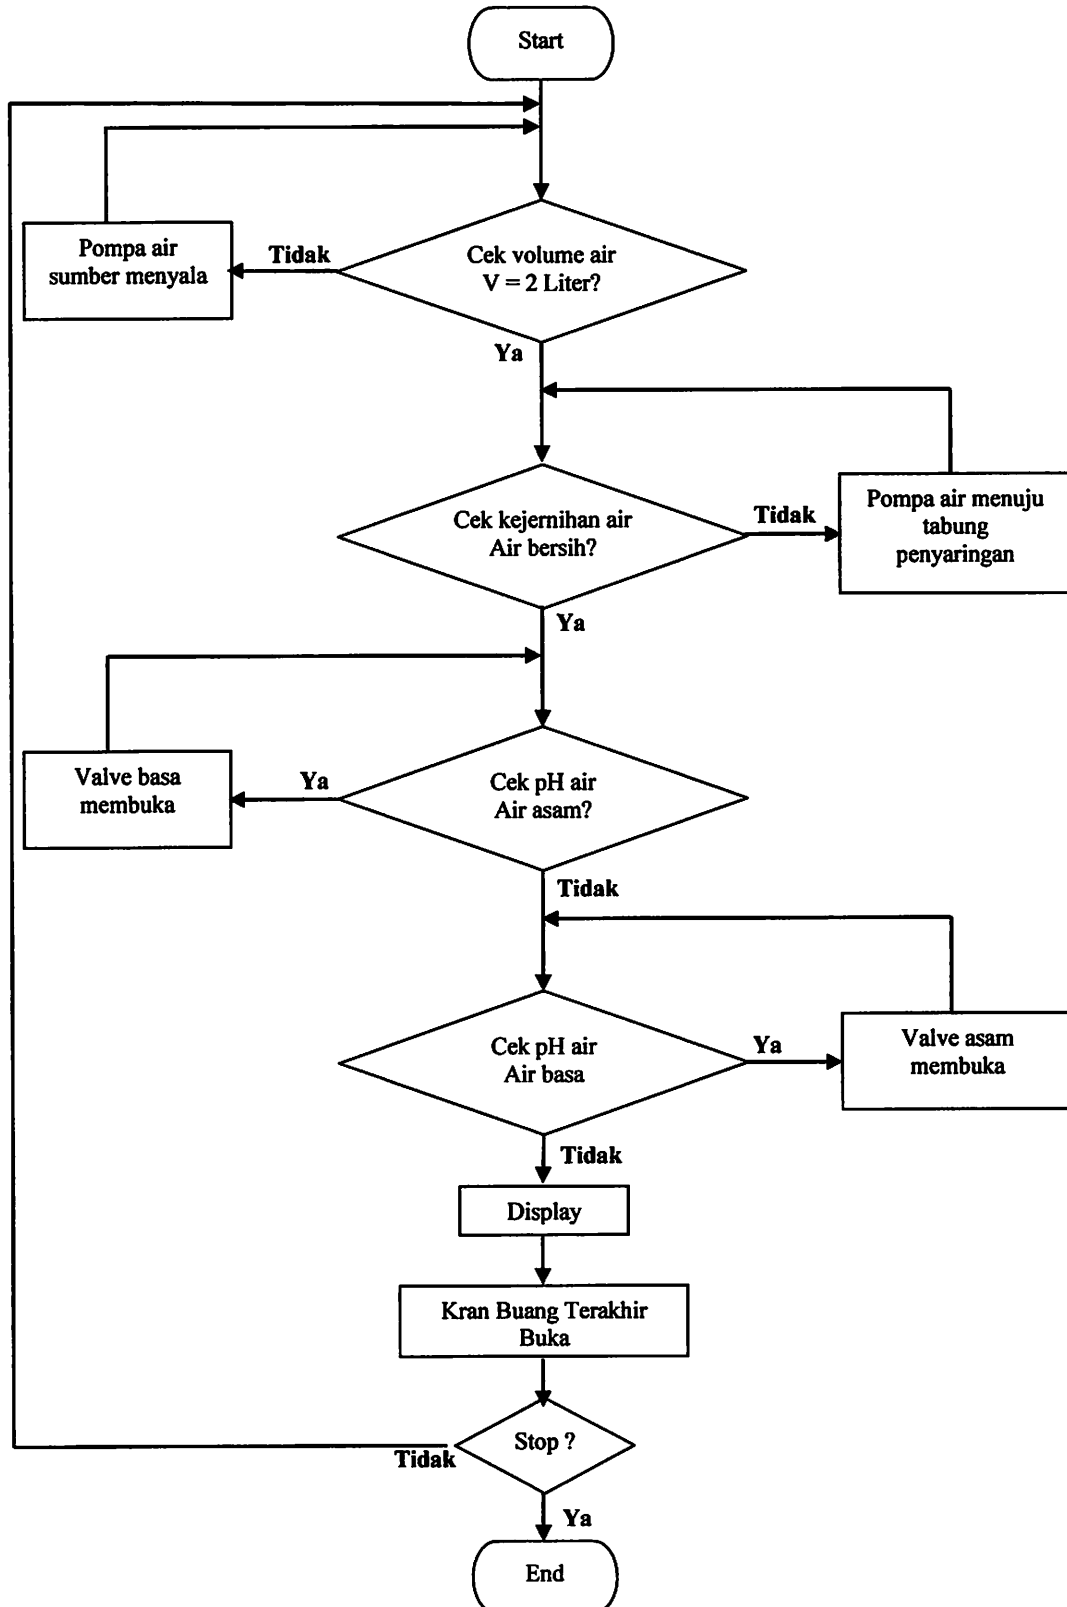 Start
Pompa air
sumber menyala
Tidak
Cek volume air
V = 2 Liter?
Ya
Cek kejernihan air
Air bersih?
Tidak
Pompa air menuju
tabung
penyaringan
Ya
Valve basa
membuka
Ya
Cek pH air
Air asam?
Tidak
Cek pH air
Air basa
Ya
Valve asam
membuka
Tidak
Display
Kran Buang Terakhir
Buka
Stop ?
Tidak
Ya
End